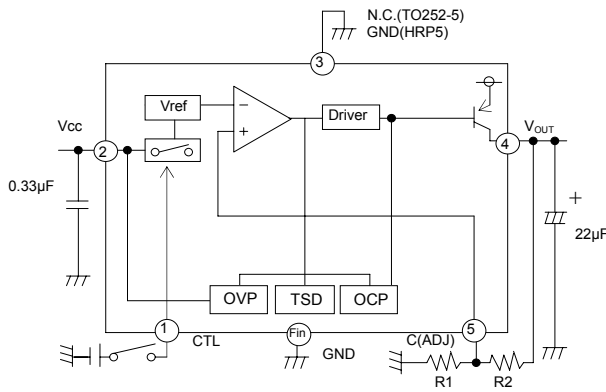 N.C.(TO252-5)
GND(HRP5)
3
Vref
Driver
Vcc
2
4
VOUT
0.33µF
+
22µF
OVP
TSD
OCP
1
CTL
Fin
GND
C(ADJ)
5
R1
R2
−
+